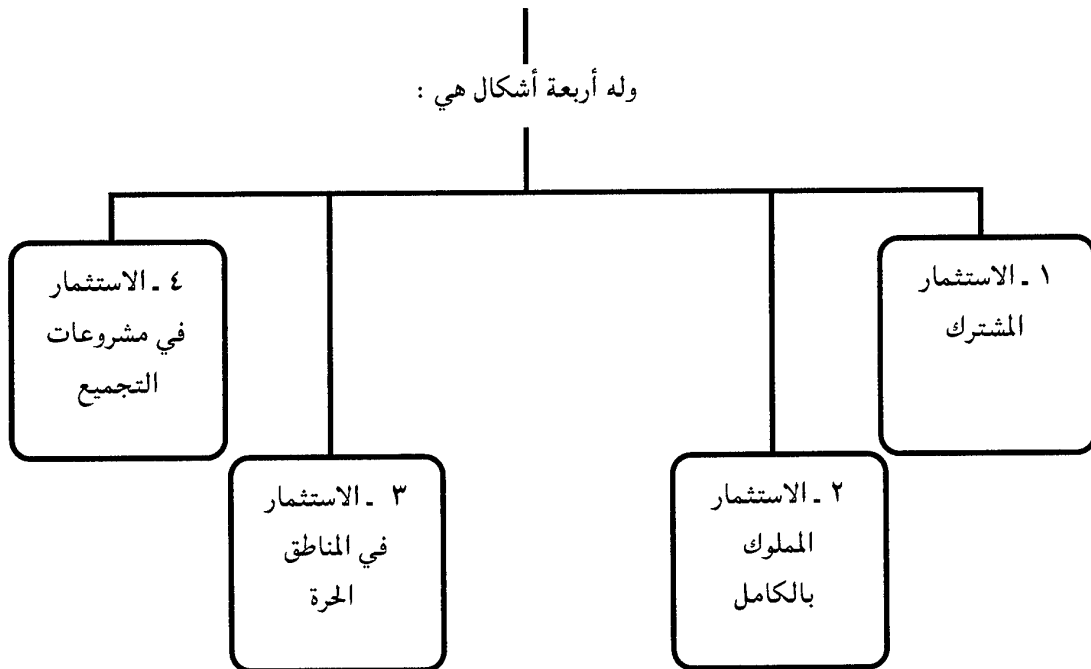 وله أربعة أشكال هي :
١ ـ الاستثمار
المشترك
٢ ـ الاستثمار
المملوك
بالكامل
٣ ـ الاستثمار
في المناطق
الحرة
٤ ـ الاستثمار
في مشروعات
التجميع